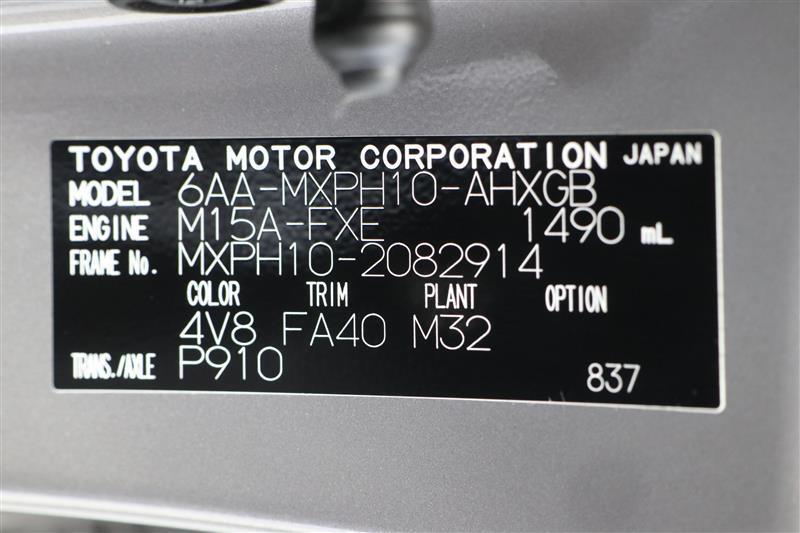 TOYOTA MOTOR CORPORATION JAPAN
MODEL 6AA-MXPH10-AHXGB
ENGINE M15A-FXE 1490 mL
FRAME No. MXPH10-2082914
COLOR TRIM PLANT OPTION
4V8 FA40 M32
TRANS./AXLE P910
837